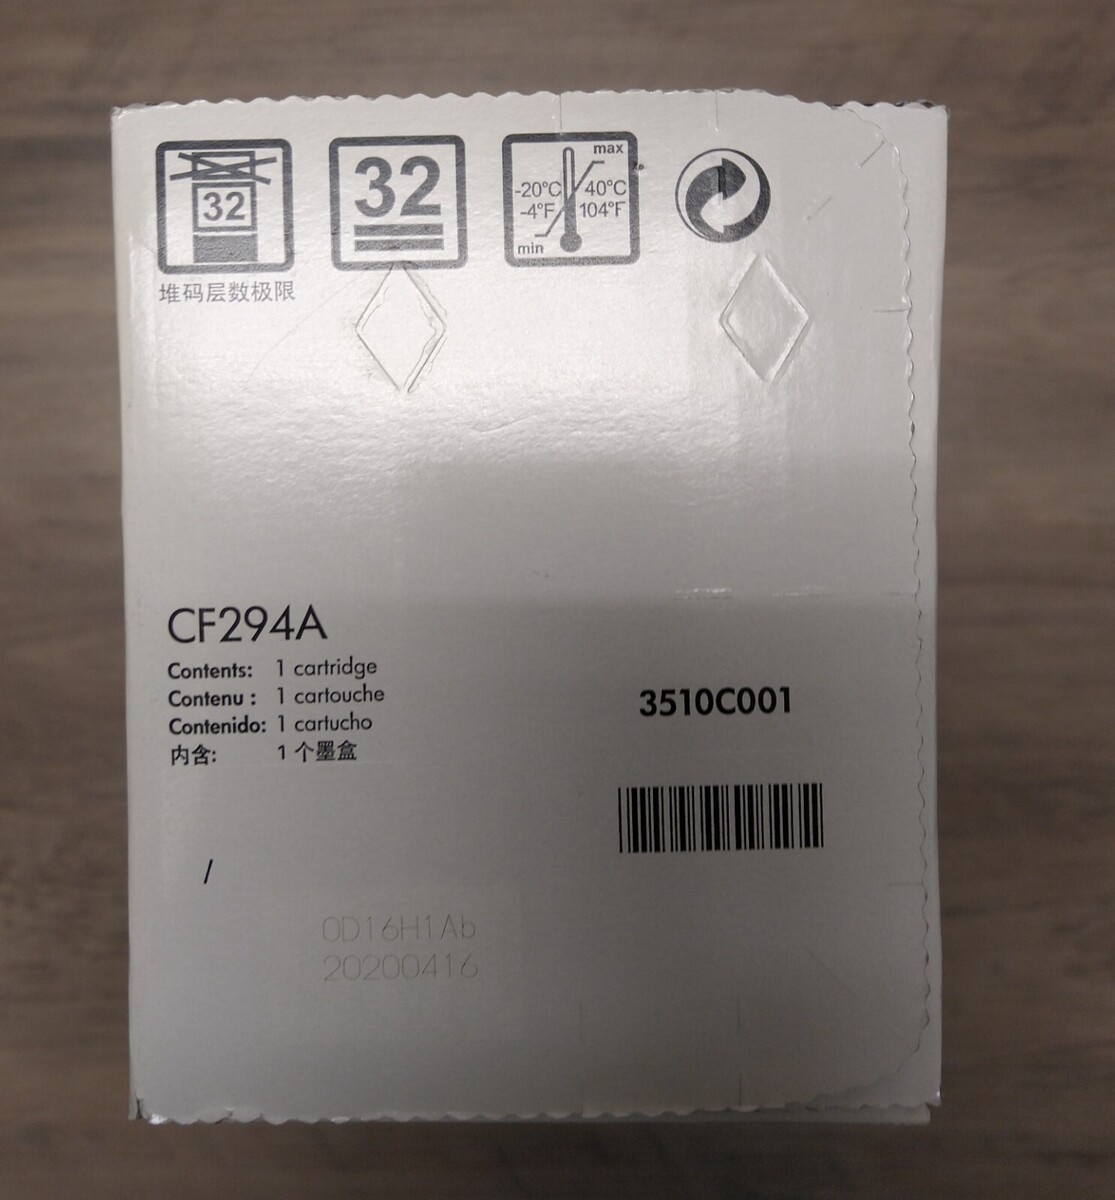 32
32
max
-20°C 40°C
-4°F 104°F
min
堆码层数极限
CF294A
Contents: 1 cartridge
Contenu : 1 cartouche
Contenido: 1 cartucho
内含: 1 个墨盒
3510C001
/
0D16H1Ab
20200416